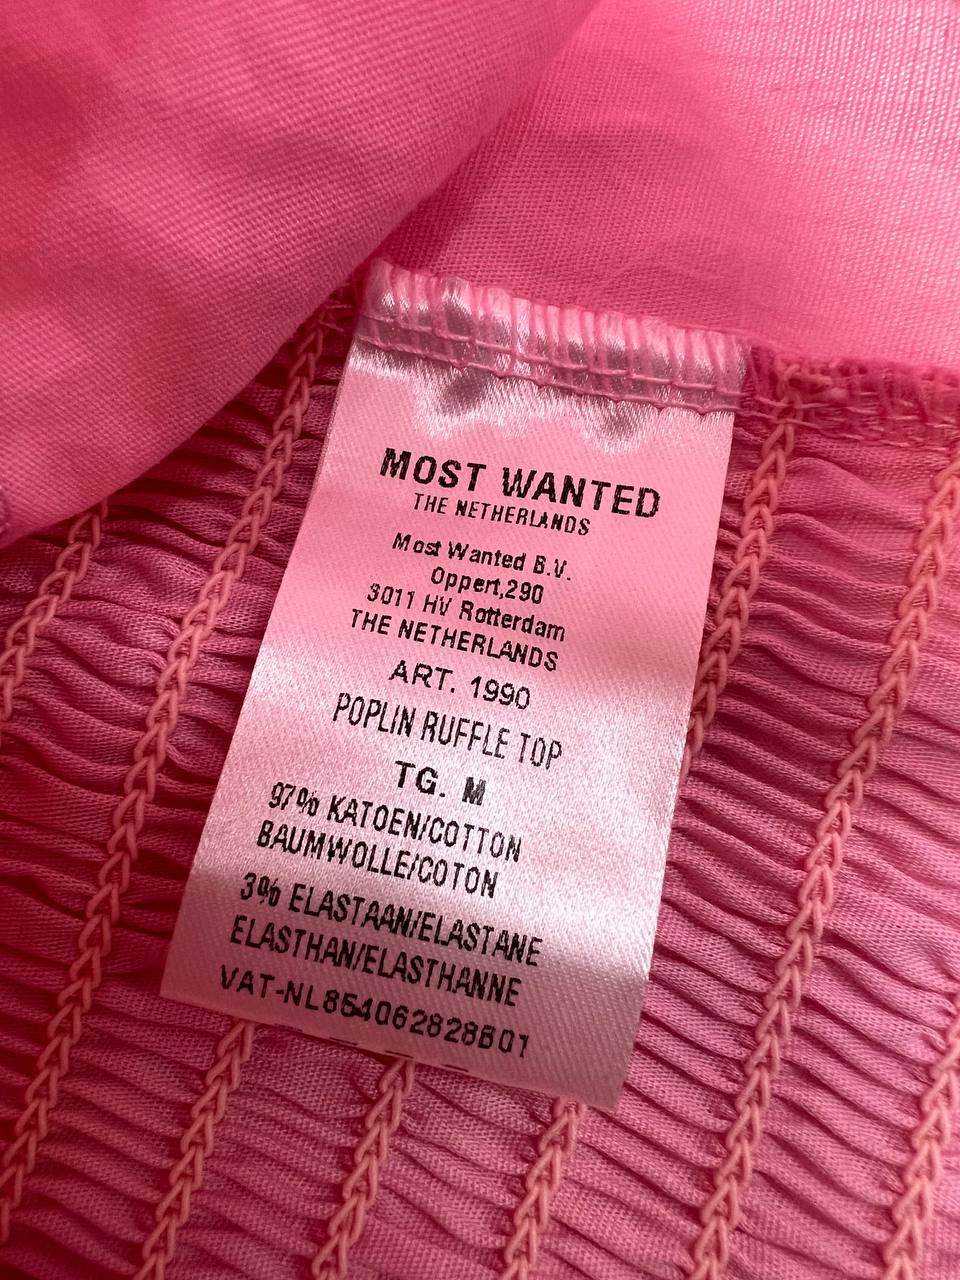 MOST WANTED
THE NETHERLANDS
Most Wanted B.V.
Oppert,290
3011 HV Rotterdam
THE NETHERLANDS
ART. 1990
POPLIN RUFFLE TOP
TG. M
97% KATOEN/COTTON
BAUMWOLLE/COTON
3% ELASTAAN/ELASTANE
ELASTHAN/ELASTHANNE
VAT-NL854062828B01